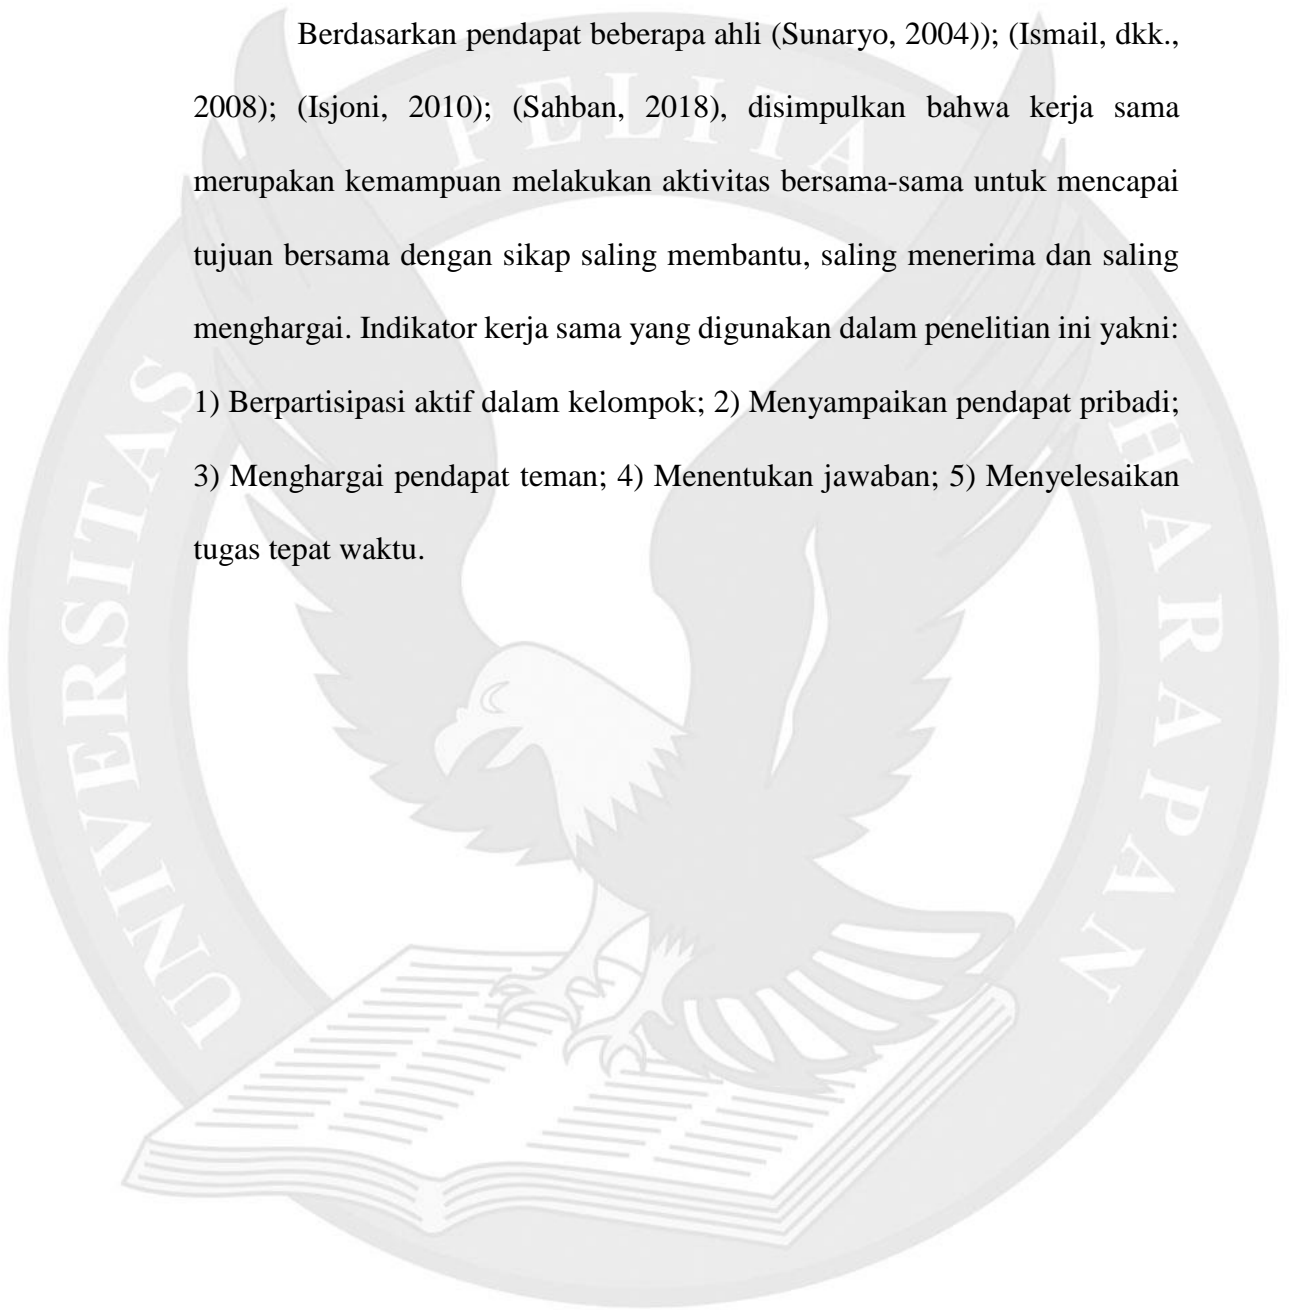 Berdasarkan pendapat beberapa ahli (Sunaryo, 2004)); (Ismail, dkk.,
2008); (Isjoni, 2010); (Sahban, 2018), disimpulkan bahwa kerja sama
merupakan kemampuan melakukan aktivitas bersama-sama untuk mencapai
tujuan bersama dengan sikap saling membantu, saling menerima dan saling
menghargai. Indikator kerja sama yang digunakan dalam penelitian ini yakni:
1) Berpartisipasi aktif dalam kelompok; 2) Menyampaikan pendapat pribadi;
3) Menghargai pendapat teman; 4) Menentukan jawaban; 5) Menyelesaikan
tugas tepat waktu.
UNIVERSITAS PELITA HARAPAN